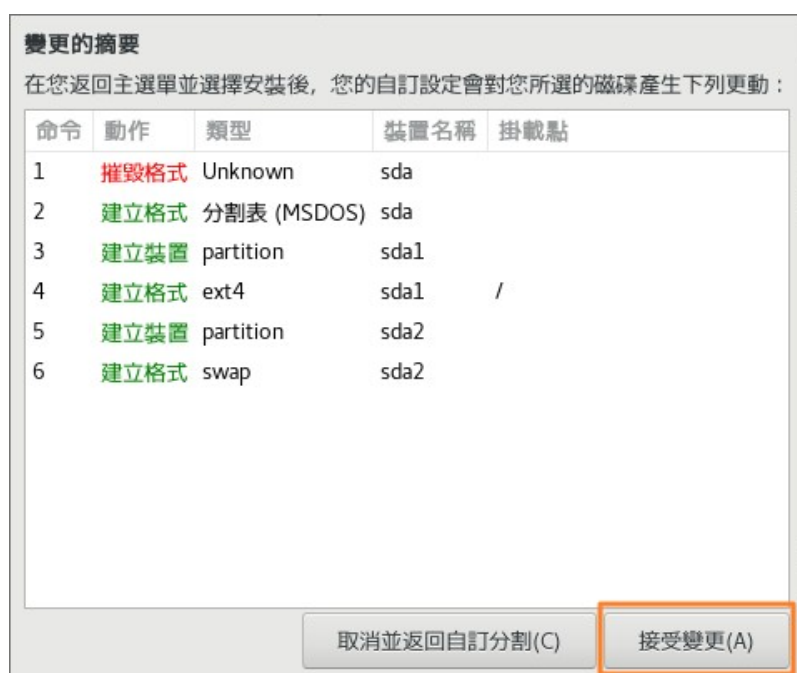 變更的摘要
在您返回主選單並選擇安裝後，您的自訂設定會對您所選的磁碟產生下列更動：
命令 動作 類型 裝置名稱 掛載點
1 摧毀格式 Unknown sda
2 建立格式 分割表 (MSDOS) sda
3 建立裝置 partition sda1
4 建立格式 ext4 sda1 /
5 建立裝置 partition sda2
6 建立格式 swap sda2
取消並返回自訂分割(C) 接受變更(A)